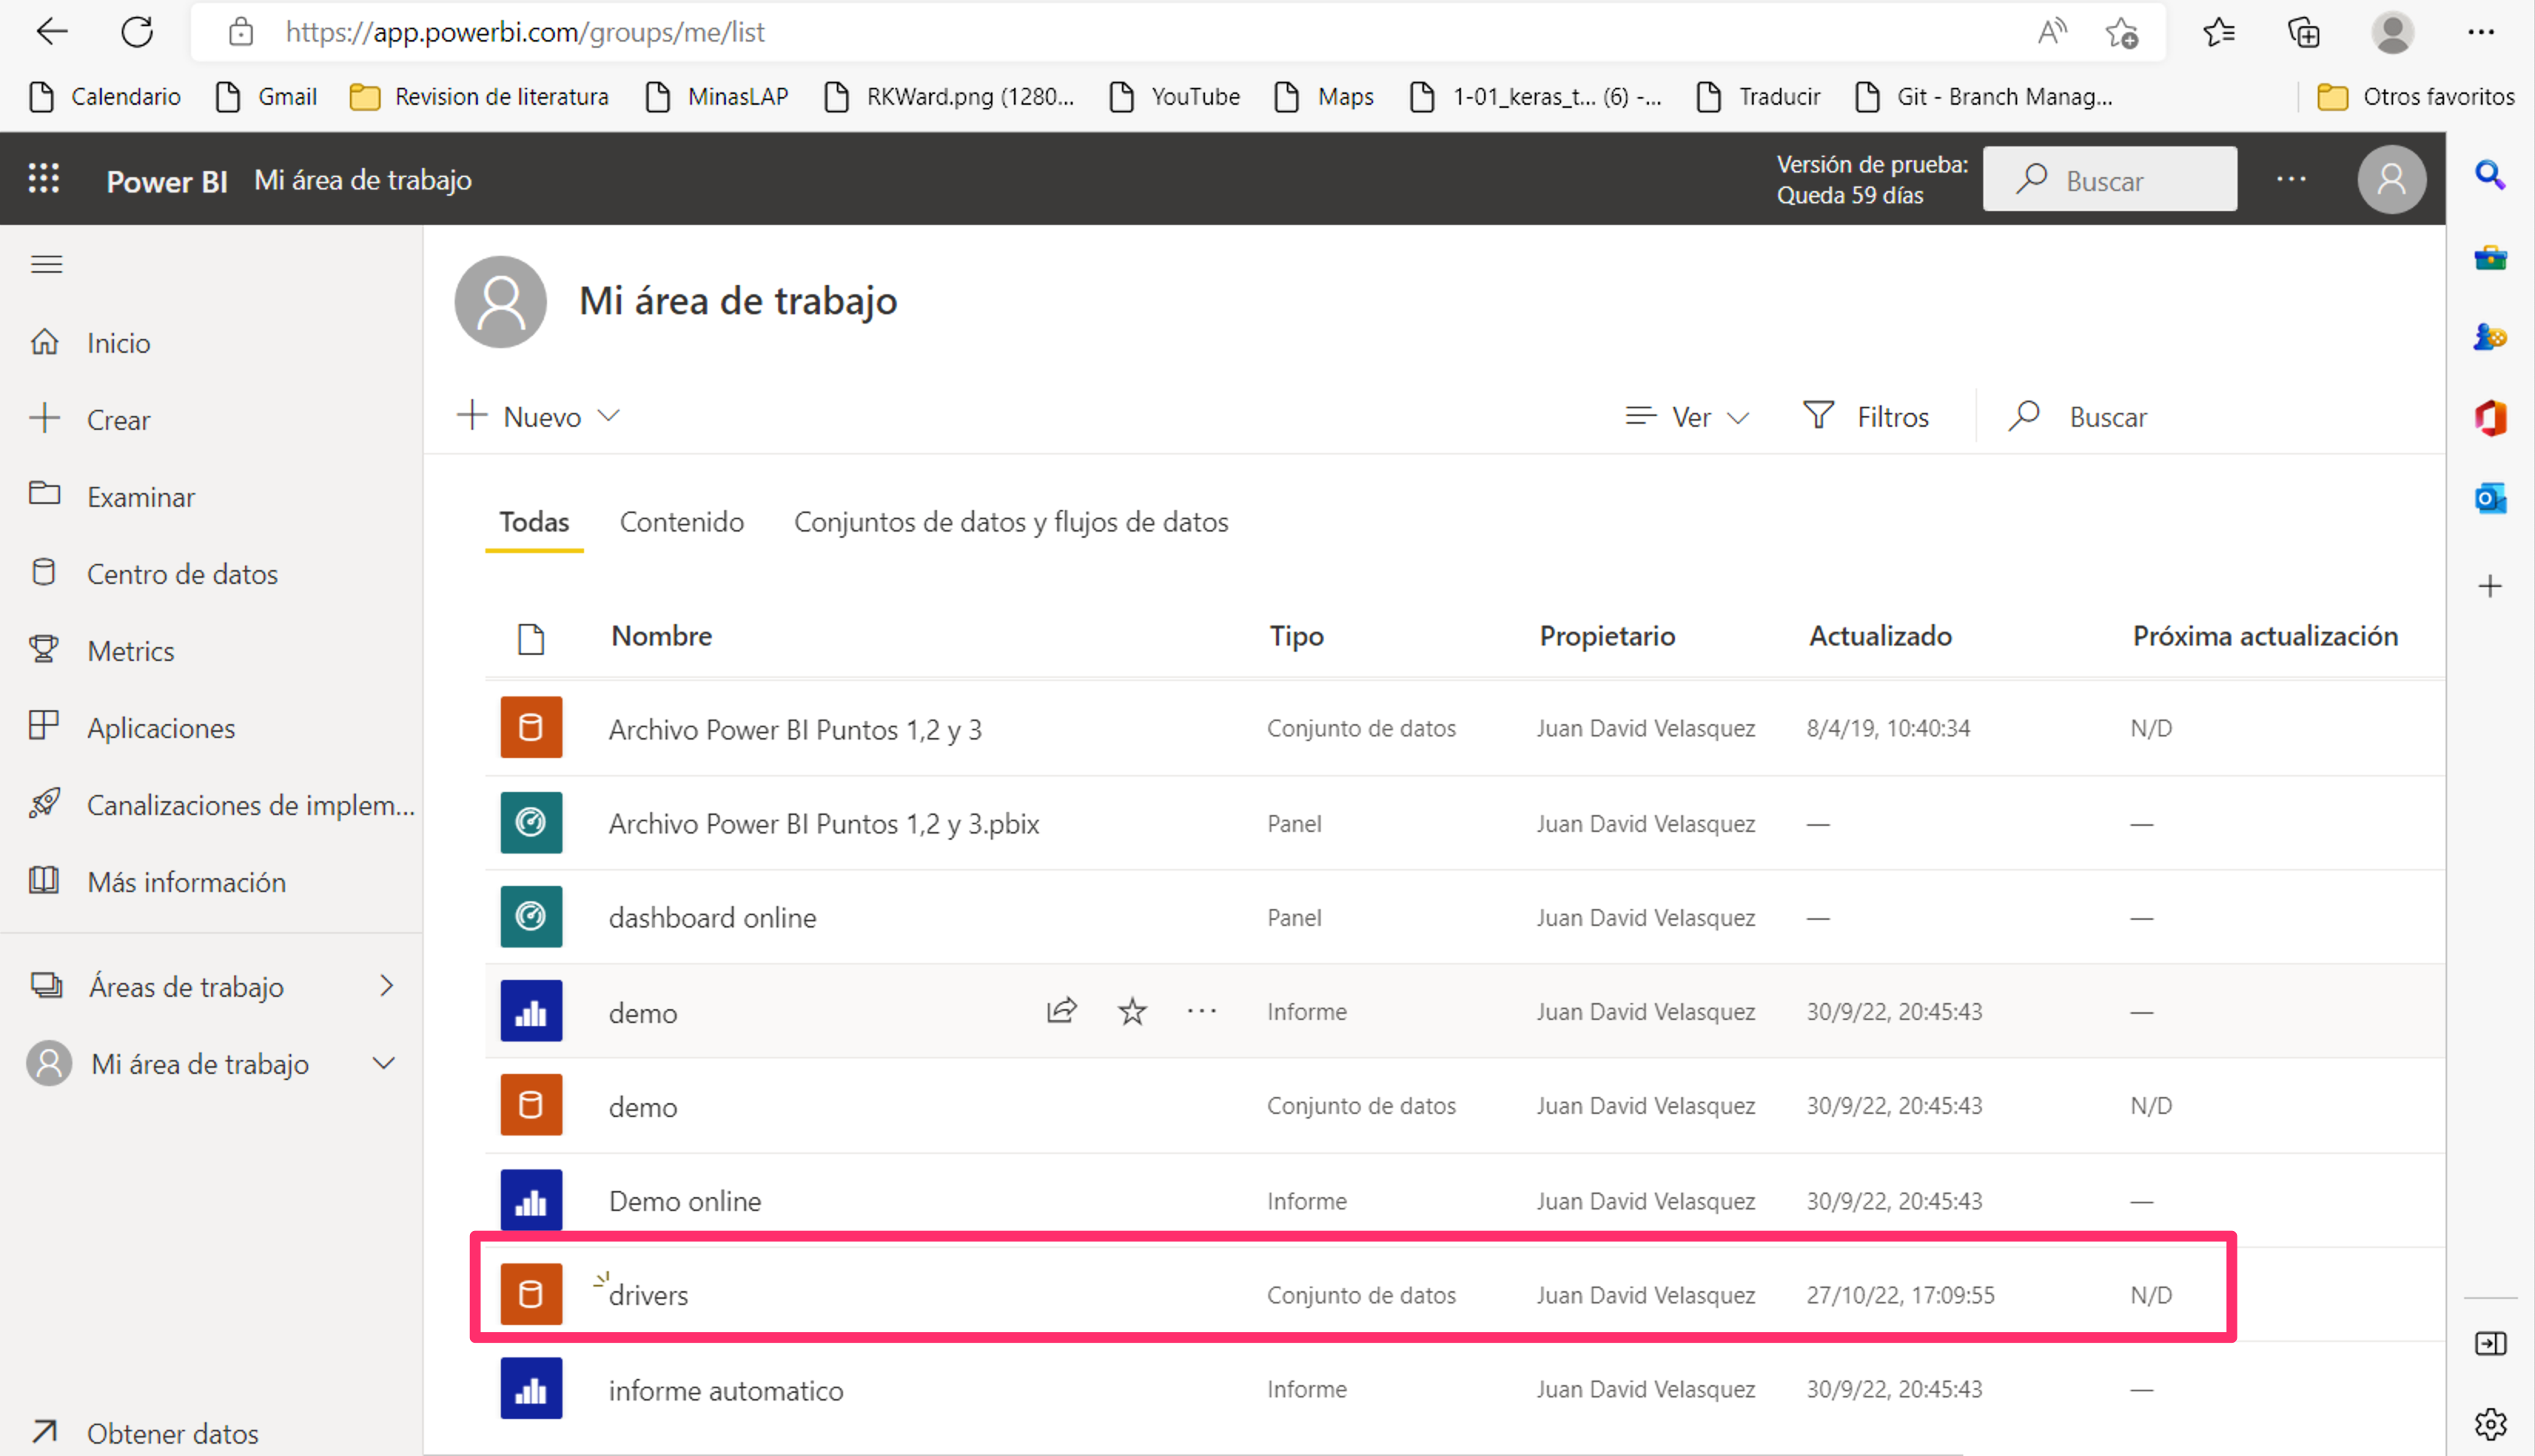 https://app.powerbi.com/groups/me/list
Calendario Gmail Revision de literatura MinasLAP RKWard.png (1280... YouTube Maps 1-01_keras_t... (6) -... Traducir Git - Branch Manag... Otros favoritos
Power BI Mi área de trabajo
Versión de prueba:
Queda 59 días
Buscar
Inicio
Crear
Examinar
Centro de datos
Metrics
Aplicaciones
Canalizaciones de implem...
Más información
Áreas de trabajo
Mi área de trabajo
Obtener datos
Mi área de trabajo
Nuevo Ver Filtros Buscar
Todas Contenido Conjuntos de datos y flujos de datos
Nombre Tipo Propietario Actualizado Próxima actualización
Archivo Power BI Puntos 1,2 y 3 Conjunto de datos Juan David Velasquez 8/4/19, 10:40:34 N/D
Archivo Power BI Puntos 1,2 y 3.pbix Panel Juan David Velasquez — —
dashboard online Panel Juan David Velasquez — —
demo Informe Juan David Velasquez 30/9/22, 20:45:43 —
demo Conjunto de datos Juan David Velasquez 30/9/22, 20:45:43 N/D
Demo online Informe Juan David Velasquez 30/9/22, 20:45:43 —
drivers Conjunto de datos Juan David Velasquez 27/10/22, 17:09:55 N/D
informe automatico Informe Juan David Velasquez 30/9/22, 20:45:43 —